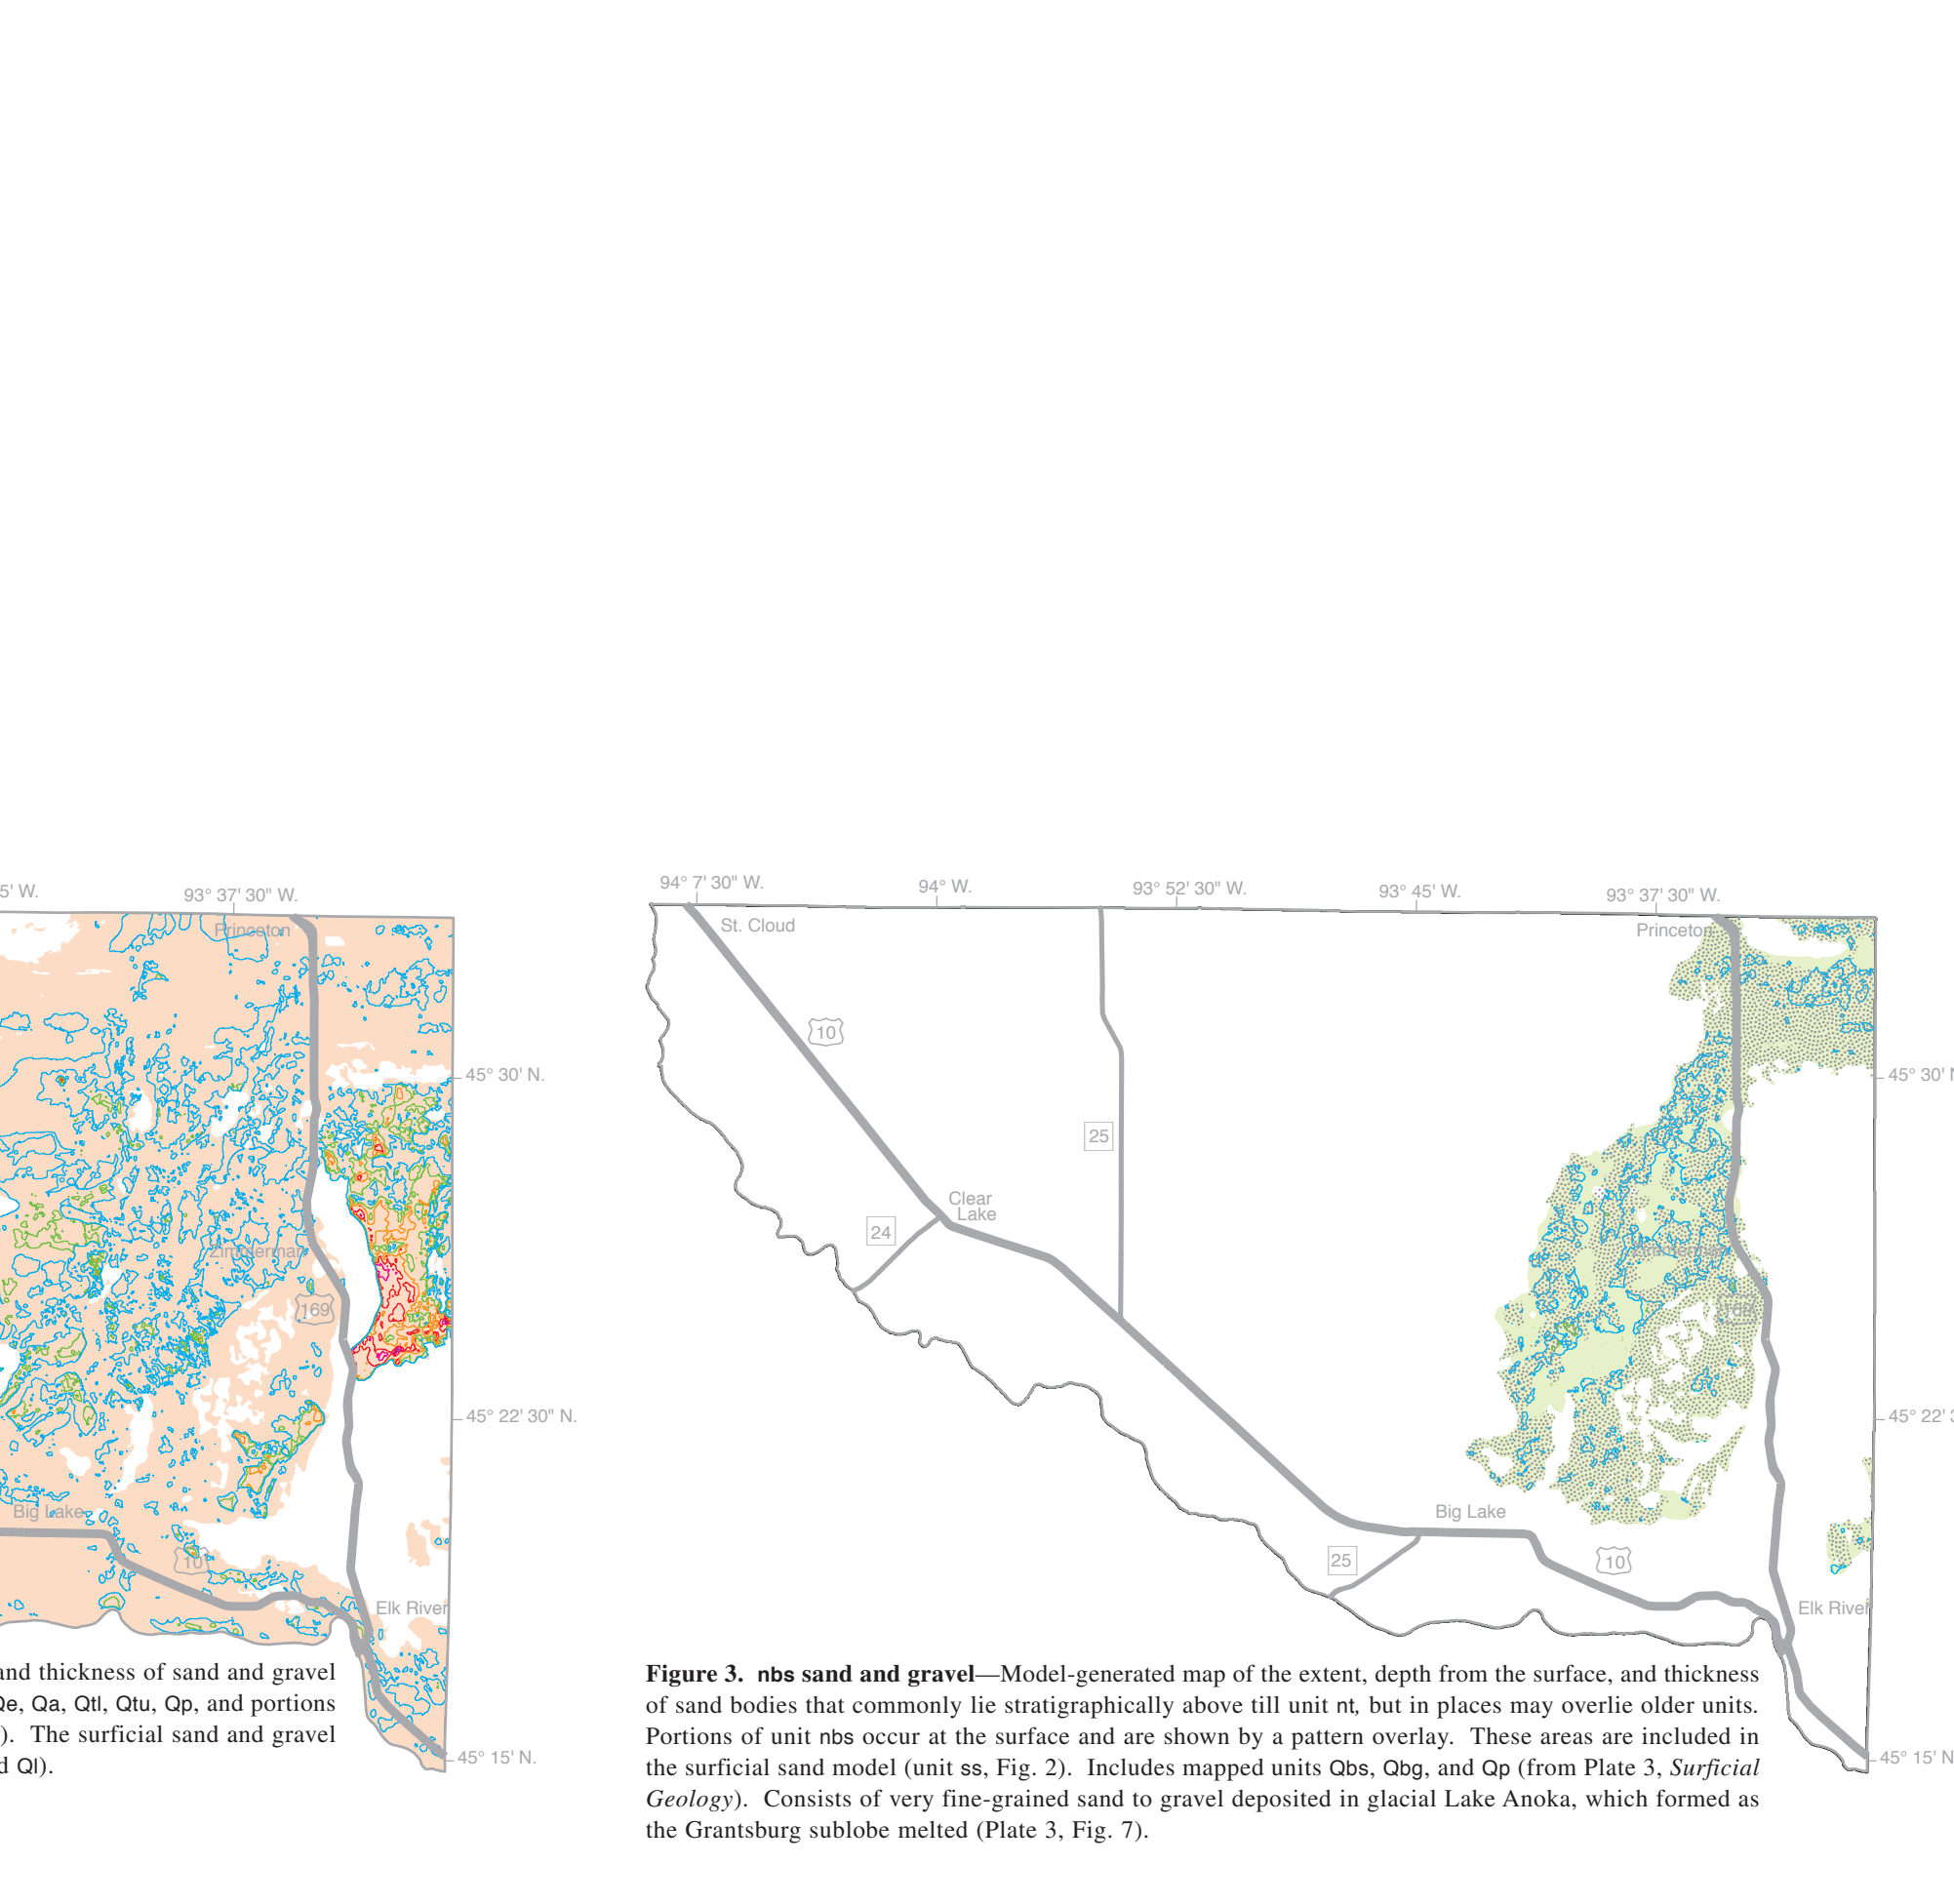 5' W.
93° 37' 30" W.
Princeton
45° 30' N.
Zimmerman
169
45° 22' 30" N.
Big Lake
10
Elk River
45° 15' N.
and thickness of sand and gravel
Qe, Qa, Qtl, Qtu, Qp, and portions
). The surficial sand and gravel
d Ql).
94° 7' 30" W.
94° W.
93° 52' 30" W.
93° 45' W.
93° 37' 30" W.
St. Cloud
Princeton
10
45° 30' N
25
Clear
Lake
24
Zimmerman
169
45° 22' 3
Big Lake
25
10
Elk River
45° 15' N
Figure 3. nbs sand and gravel—Model-generated map of the extent, depth from the surface, and thickness
of sand bodies that commonly lie stratigraphically above till unit nt, but in places may overlie older units.
Portions of unit nbs occur at the surface and are shown by a pattern overlay. These areas are included in
the surficial sand model (unit ss, Fig. 2). Includes mapped units Qbs, Qbg, and Qp (from Plate 3, Surficial
Geology). Consists of very fine-grained sand to gravel deposited in glacial Lake Anoka, which formed as
the Grantsburg sublobe melted (Plate 3, Fig. 7).